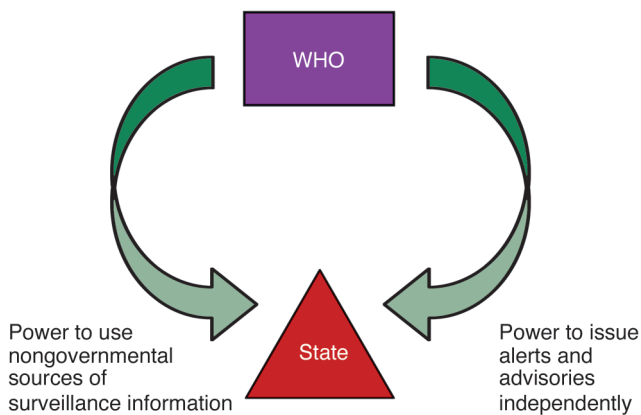 WHO
State
Power to use
nongovernmental
sources of
surveillance information
Power to issue
alerts and
advisories
independently